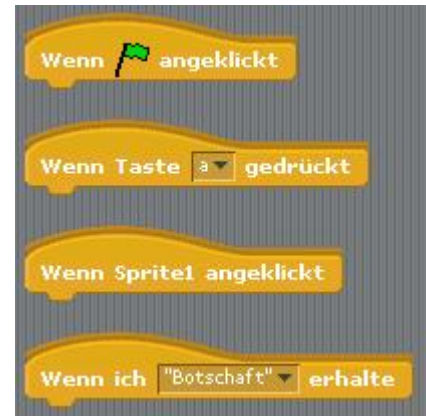 Wenn angeklickt
Wenn Taste a gedrückt
Wenn Sprite1 angeklickt
Wenn ich "Botschaft" erhalte